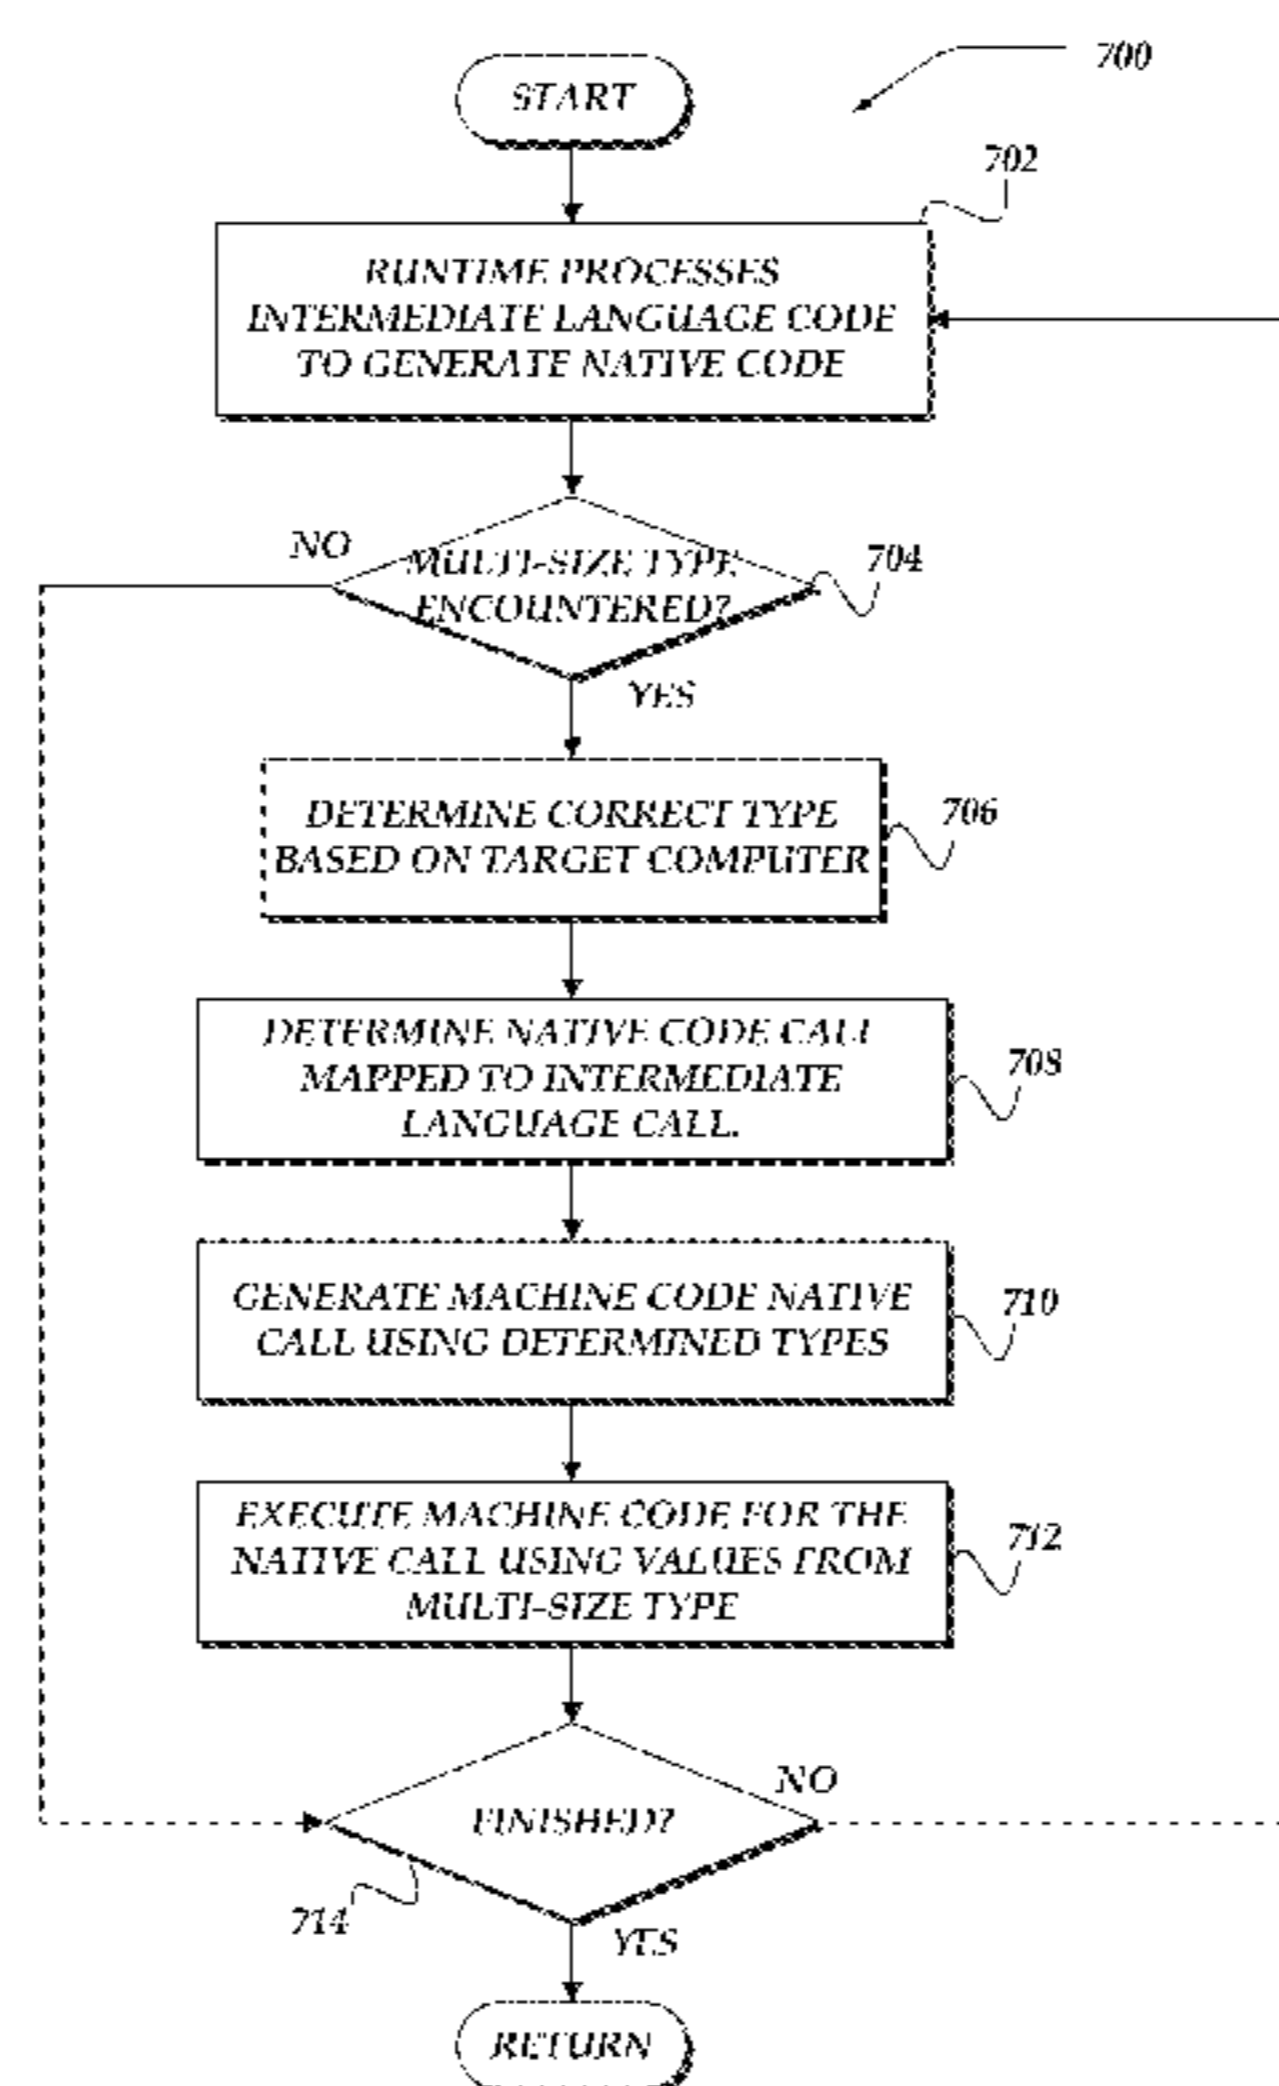 700
START
702
RUNTIME PROCESSES
INTERMEDIATE LANGUAGE CODE
TO GENERATE NATIVE CODE
NO
MULTI-SIZE TYPE
ENCOUNTERED?
704
YES
DETERMINE CORRECT TYPE
BASED ON TARGET COMPUTER
706
DETERMINE NATIVE CODE CALL
MAPPED TO INTERMEDIATE
LANGUAGE CALL.
708
GENERATE MACHINE CODE NATIVE
CALL USING DETERMINED TYPES
710
EXECUTE MACHINE CODE FOR THE
NATIVE CALL USING VALUES FROM
MULTI-SIZE TYPE
712
NO
FINISHED?
714
YES
RETURN